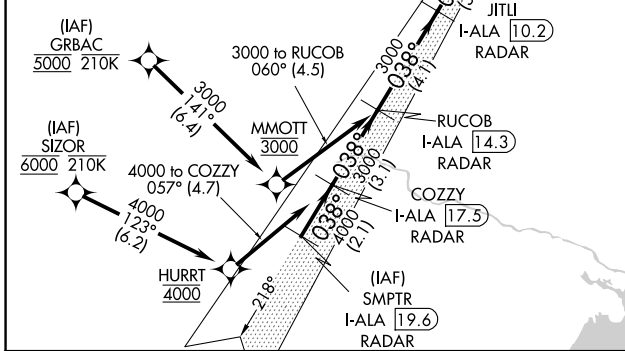 JITLI
I-ALA 10.2
RADAR
(IAF)
GRBAC
5000 210K
3000 to RUCOB
060° (4.5)
3000
038°
(4.1)
3000
141°
(6.4)
MMOTT
3000
RUCOB
I-ALA 14.3
RADAR
(IAF)
SIZOR
6000 210K
4000 to COZZY
057° (4.7)
038°
3000
(3.1)
COZZY
I-ALA 17.5
RADAR
4000
123°
(6.2)
038°
4000
(2.1)
HURRT
4000
218°
(IAF)
SMPTR
I-ALA 19.6
RADAR